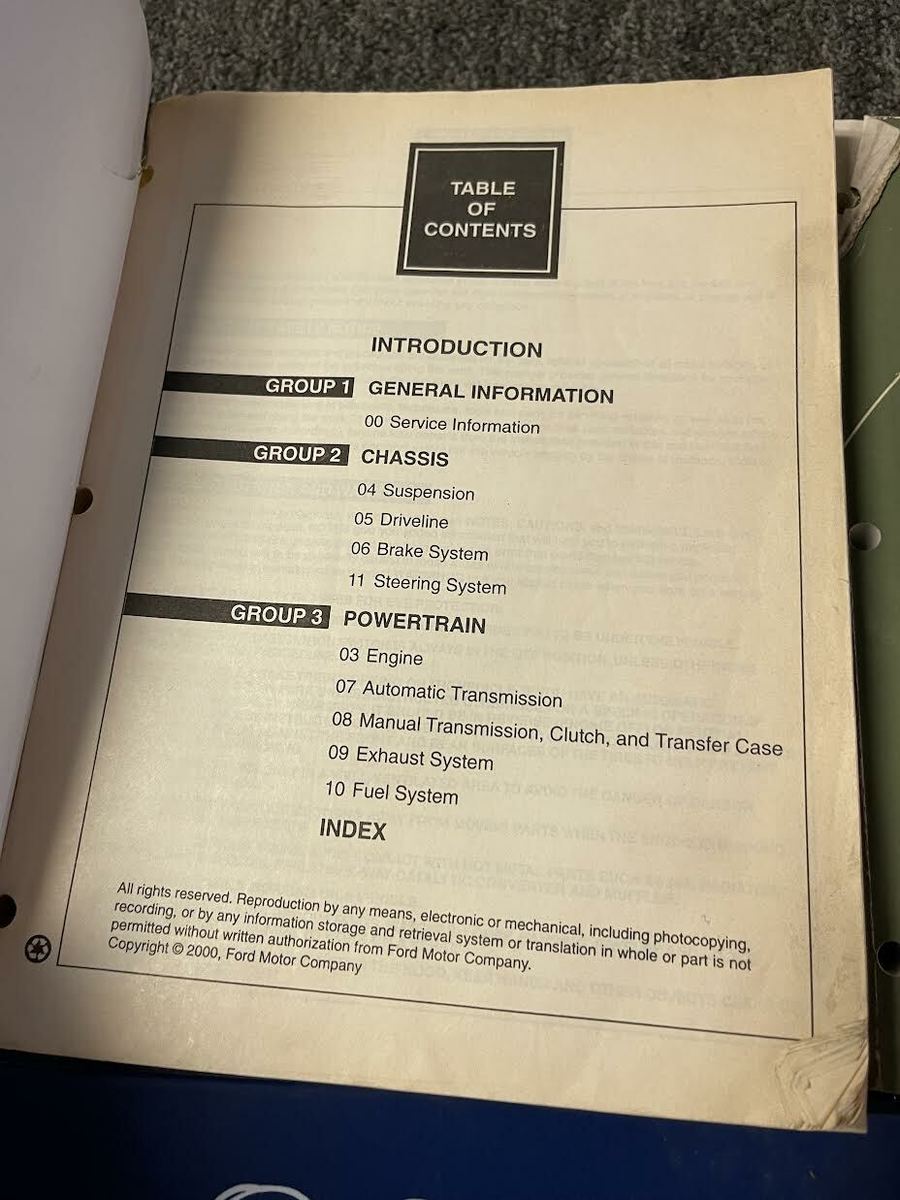 TABLE
OF
CONTENTS
INTRODUCTION
GROUP 1 GENERAL INFORMATION
00 Service Information
GROUP 2 CHASSIS
04 Suspension
05 Driveline
06 Brake System
11 Steering System
GROUP 3 POWERTRAIN
03 Engine
07 Automatic Transmission
08 Manual Transmission, Clutch, and Transfer Case
09 Exhaust System
10 Fuel System
INDEX
All rights reserved. Reproduction by any means, electronic or mechanical, including photocopying,
recording, or by any information storage and retrieval system or translation in whole or part is not
permitted without written authorization from Ford Motor Company.
Copyright © 2000, Ford Motor Company